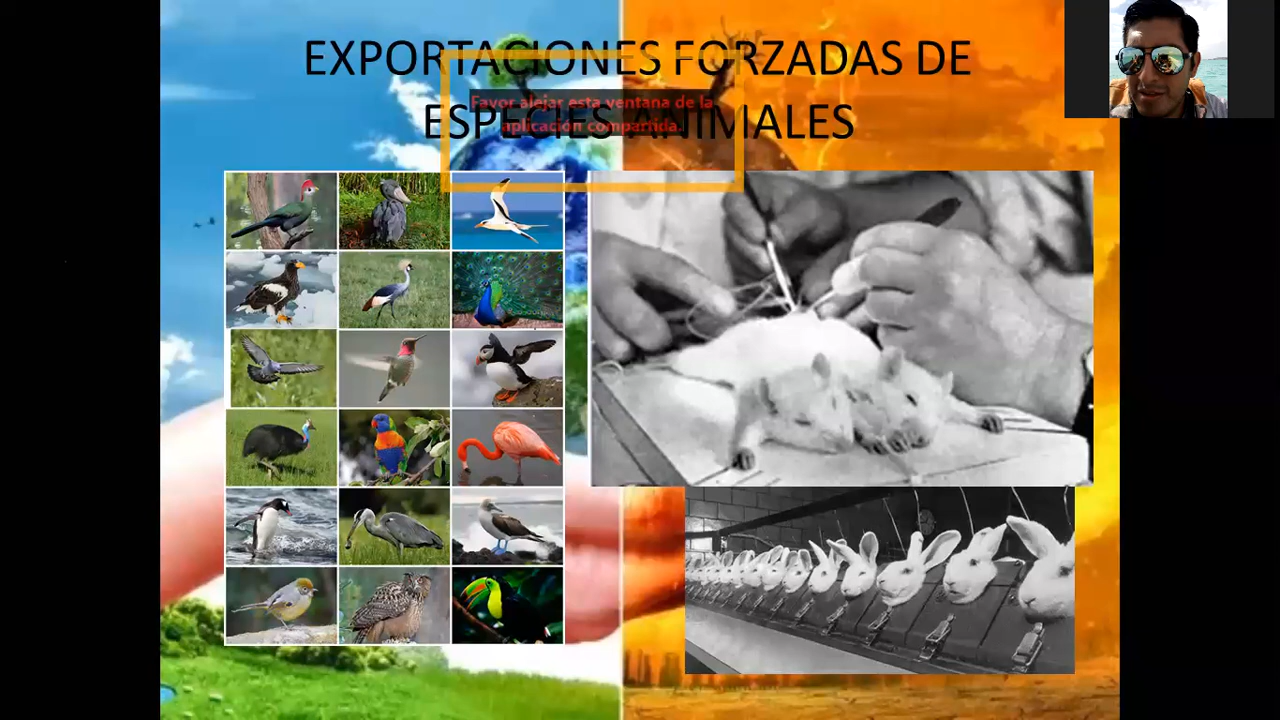 EXPORTACIONES FORZADAS DE
ESPECIES ANIMALES
Favor alejar esta ventana de la
aplicación compartida.